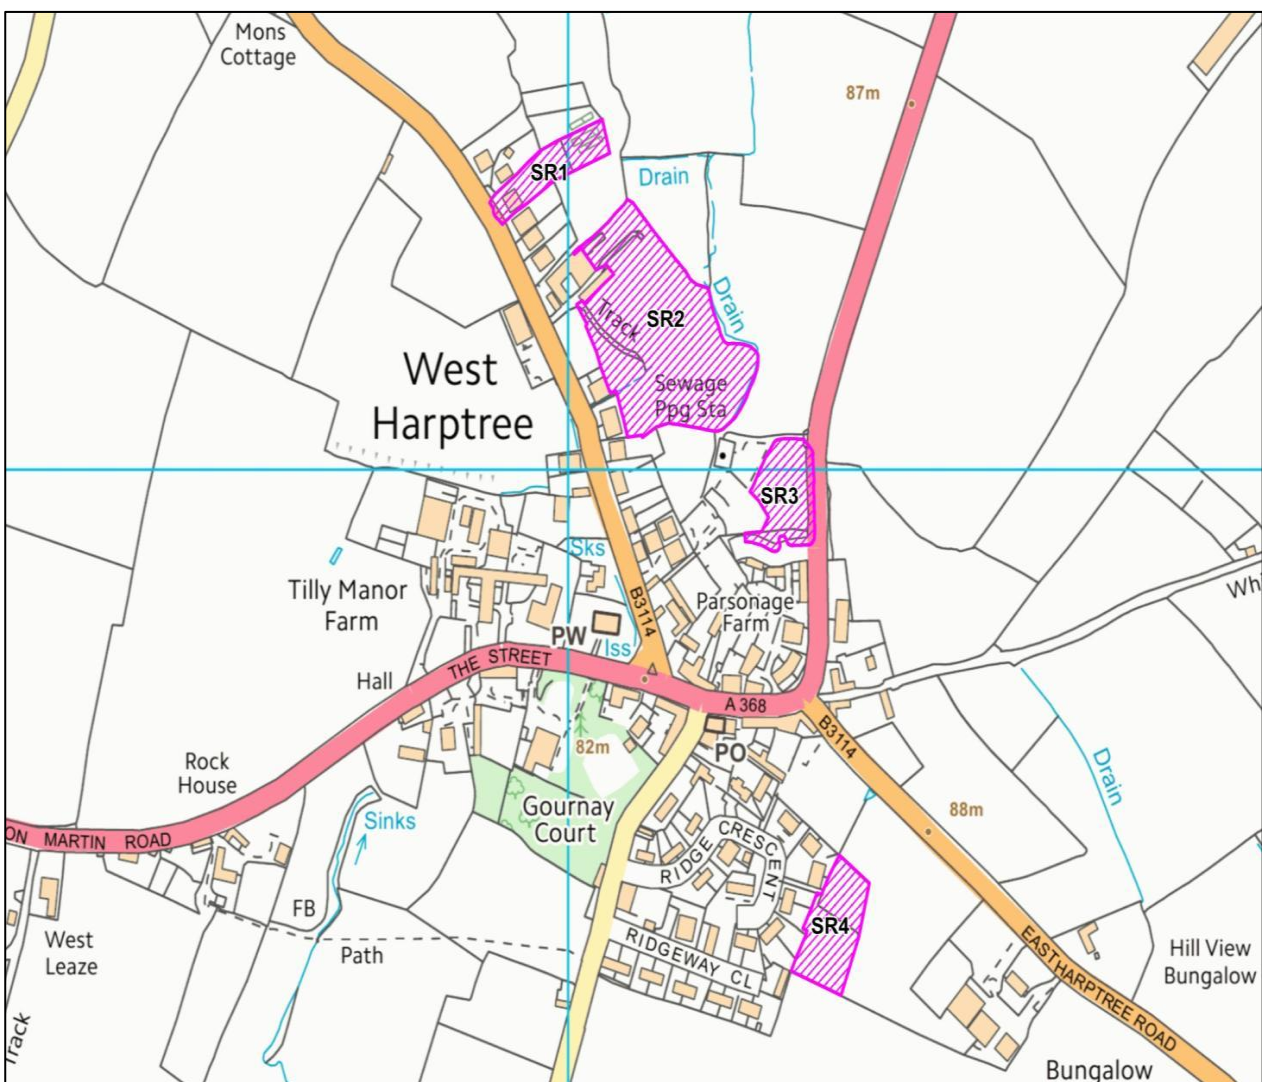 Mons
Cottage
87m
SR1
Drain
SR2
Track
Drain
West
Harptree
Sewage
Ppg Sta
SR3
Sks
Tilly Manor
Farm
B3114
Parsonage
Farm
Whi
PW
Iss
THE STREET
Hall
A 368
B3114
PO
82m
Rock
House
Drain
Gournay
Court
88m
Sinks
ON MARTIN ROAD
RIDGE CRESCENT
FB
SR4
West
Leaze
Path
RIDGEWAY CL
EAST HARPTREE ROAD
Hill View
Bungalow
Track
Bungalow